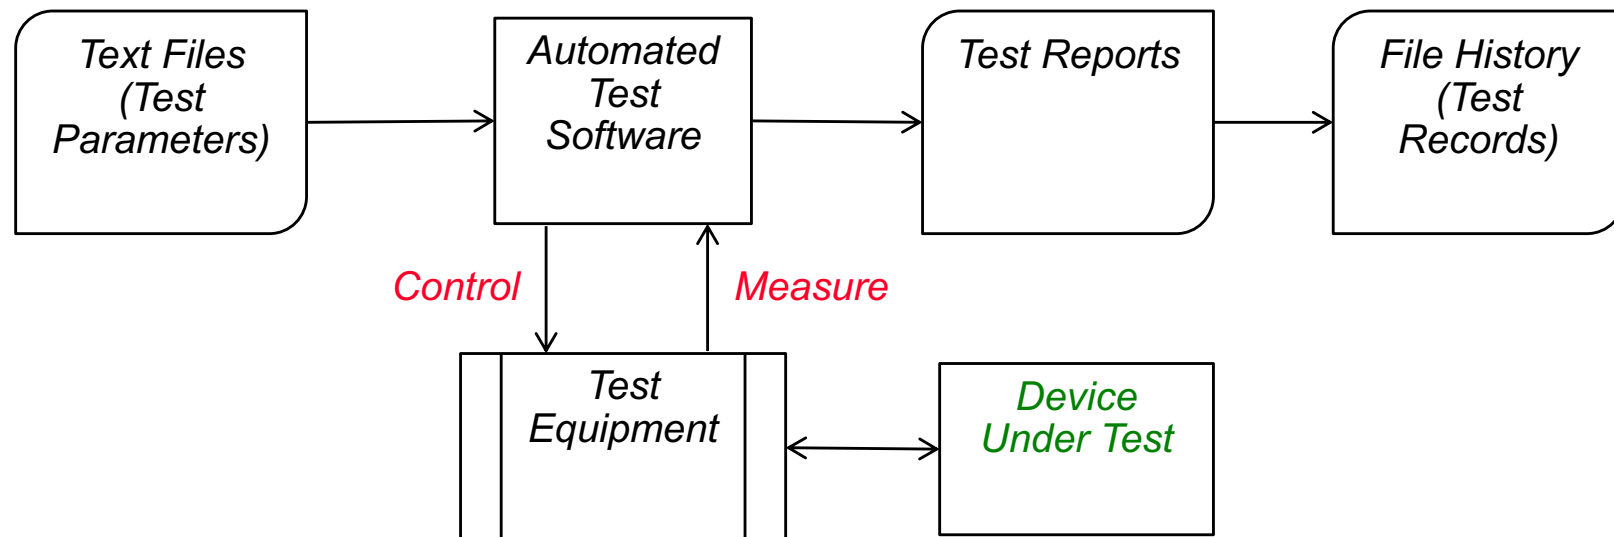 Text Files
(Test
Parameters)
Automated
Test
Software
Test Reports
File History
(Test
Records)
Control
Measure
Test
Equipment
Device
Under Test